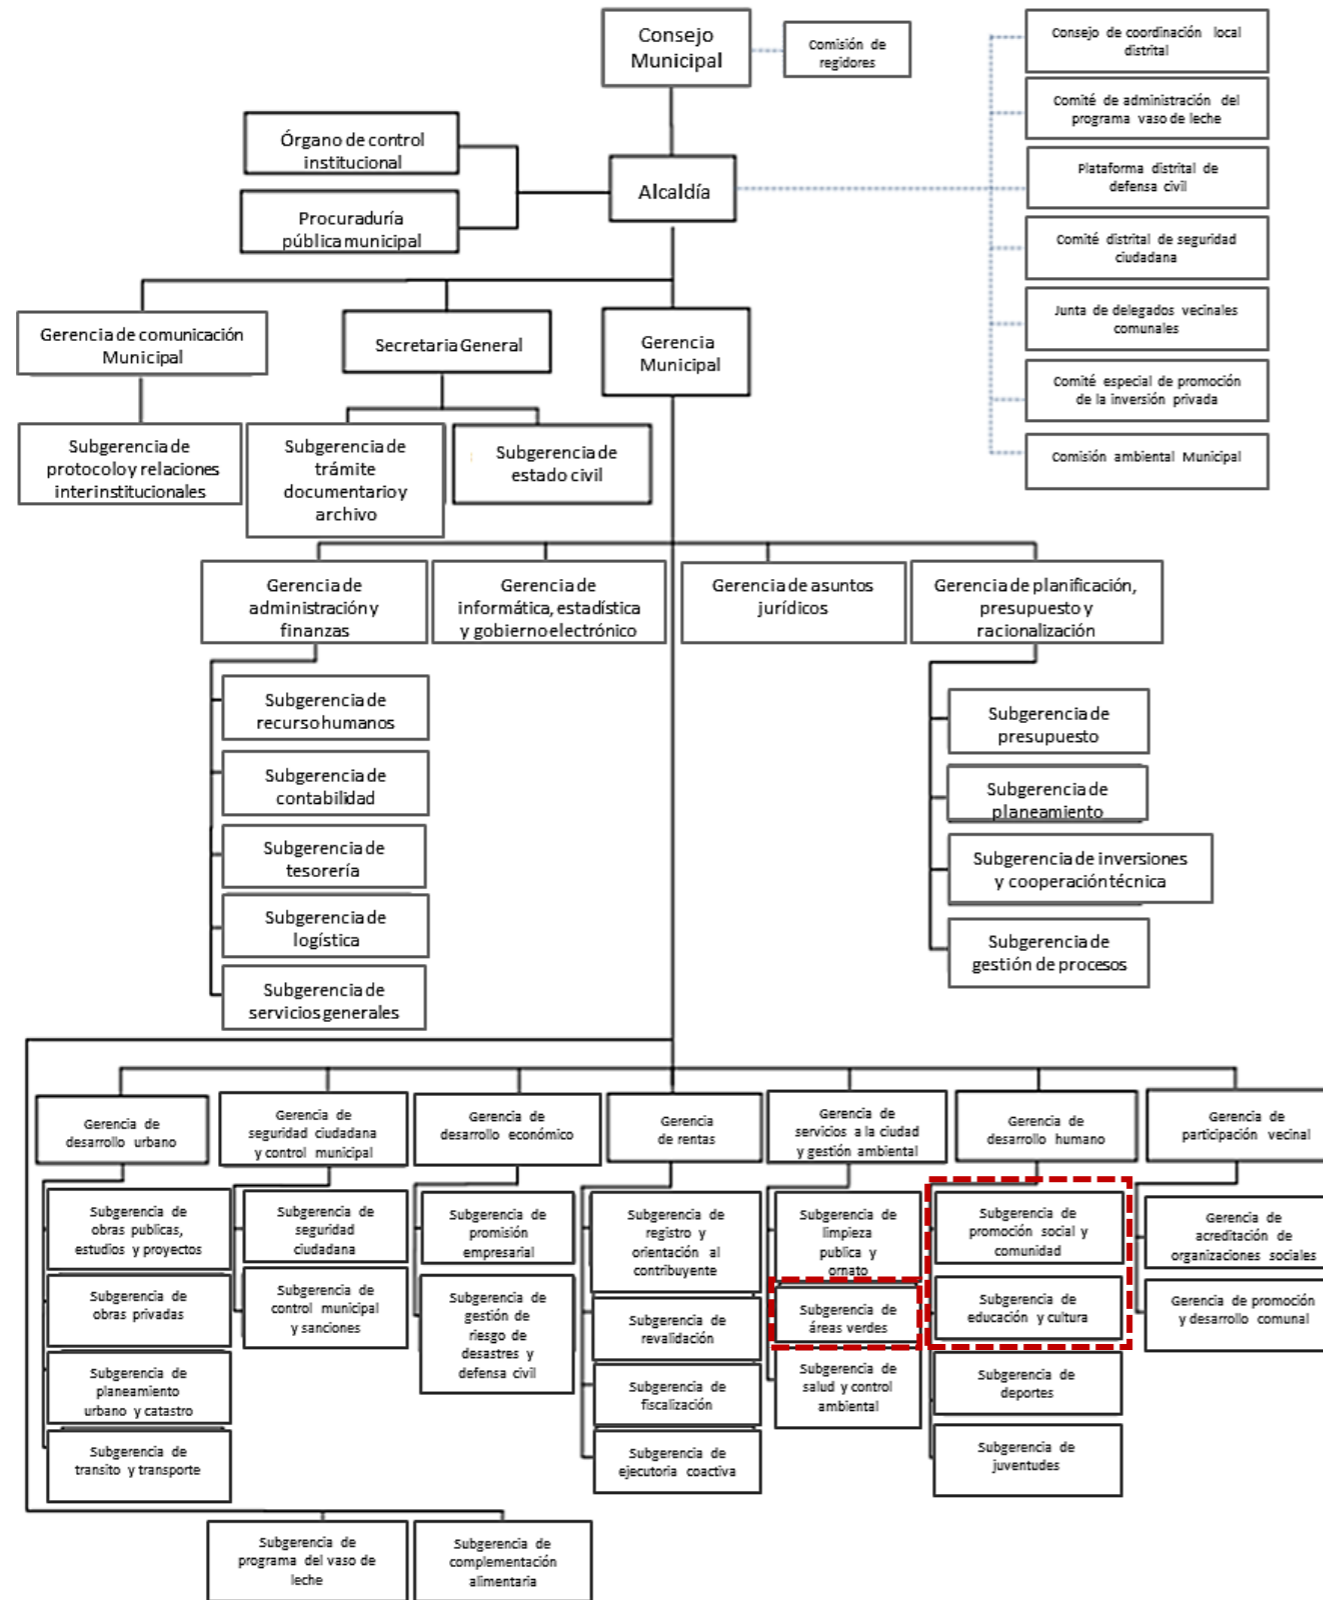 Consejo
Municipal
Comisión de
regidores
Consejo de coordinación local
distrital
Comité de administración del
programa vaso de leche
Plataforma distrital de
defensa civil
Comité distrital de seguridad
ciudadana
Junta de delegados vecinales
comunales
Comité especial de promoción
de la inversión privada
Comisión ambiental Municipal
Órgano de control
institucional
Procuraduría
pública municipal
Alcaldía
Gerencia de comunicación
Municipal
Secretaria General
Gerencia
Municipal
Subgerencia de
protocolo y relaciones
interinstitucionales
Subgerencia de
trámite
documentario y
archivo
Subgerencia de
estado civil
Gerencia de
administración y
finanzas
Gerencia de
informática, estadística
y gobierno electrónico
Gerencia de asuntos
jurídicos
Gerencia de planificación,
presupuesto y
racionalización
Subgerencia de
recurso humanos
Subgerencia de
contabilidad
Subgerencia de
tesorería
Subgerencia de
logística
Subgerencia de
servicios generales
Subgerencia de
presupuesto
Subgerencia de
planeamiento
Subgerencia de inversiones
y cooperación técnica
Subgerencia de
gestión de procesos
Gerencia de
desarrollo urbano
Gerencia de
seguridad ciudadana
y control municipal
Gerencia de
desarrollo económico
Gerencia
de rentas
Gerencia de
servicios a la ciudad
y gestión ambiental
Gerencia de
desarrollo humano
Gerencia de
participación vecinal
Subgerencia de
obras publicas,
estudios y proyectos
Subgerencia de
obras privadas
Subgerencia de
planeamiento
urbano y catastro
Subgerencia de
transito y transporte
Subgerencia de
seguridad
ciudadana
Subgerencia de
control municipal
y sanciones
Subgerencia de
promisión
empresarial
Subgerencia de
gestión de
riesgo de
desastres y
defensa civil
Subgerencia de
registro y
orientación al
contribuyente
Subgerencia de
revalidación
Subgerencia de
fiscalización
Subgerencia de
ejecutoria coactiva
Subgerencia de
limpieza
publica y
ornato
Subgerencia de
áreas verdes
Subgerencia de
salud y control
ambiental
Subgerencia de
promoción social y
comunidad
Subgerencia de
educación y cultura
Subgerencia de
deportes
Subgerencia de
juventudes
Gerencia de
acreditación de
organizaciones sociales
Gerencia de promoción
y desarrollo comunal
Subgerencia de
programa del vaso de
leche
Subgerencia de
complementación
alimentaria